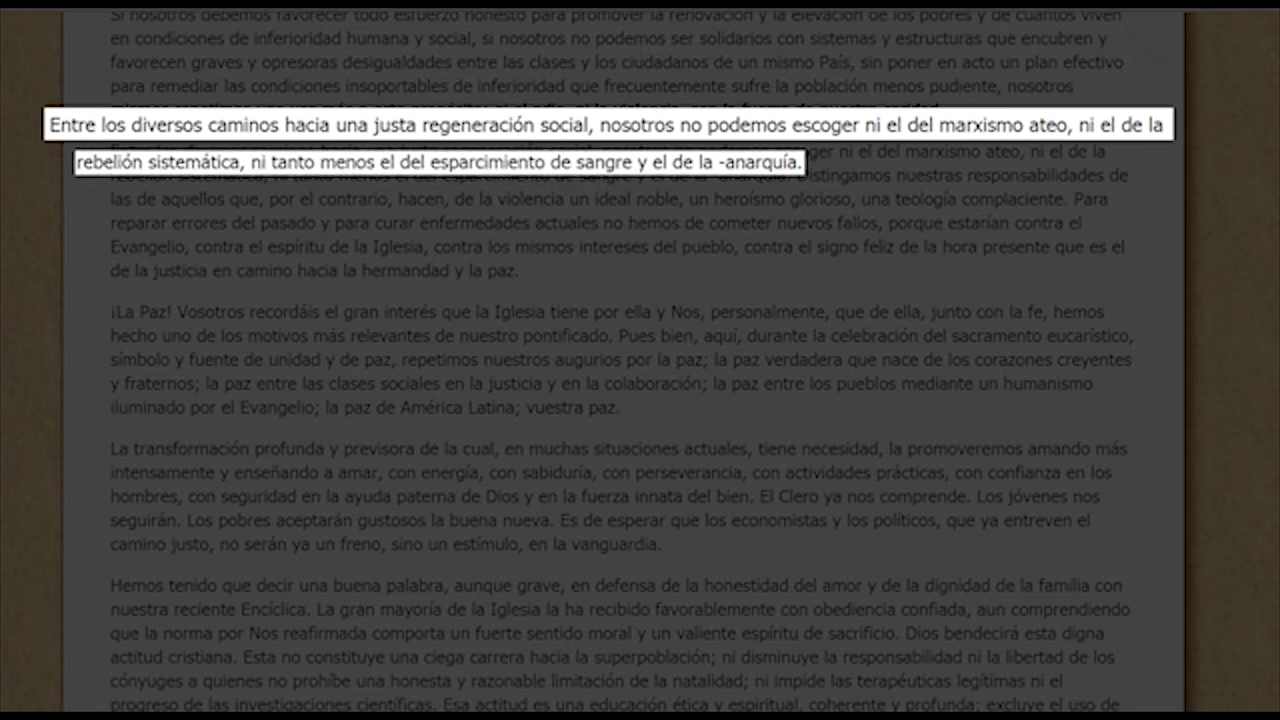 Si nosotros debemos favorecer todo esfuerzo honesto para promover la renovación y la elevación de los pobres y de cuantos viven
en condiciones de inferioridad humana y social, si nosotros no podemos ser solidarios con sistemas y estructuras que encubren y
favorecen graves y opresoras desigualdades entre las clases y los ciudadanos de un mismo País, sin poner en acto un plan efectivo
para remediar las condiciones insoportables de inferioridad que frecuentemente sufre la población menos pudiente, nosotros
Entre los diversos caminos hacia una justa regeneración social, nosotros no podemos escoger ni el del marxismo ateo, ni el de la
ger ni el del marxismo ateo, ni el de la
rebelión sistemática, ni tanto menos el del esparcimiento de sangre y el de la -anarquía.
Distingamos nuestras responsabilidades de
las de aquellos que, por el contrario, hacen, de la violencia un ideal noble, un heroísmo glorioso, una teología complaciente. Para
reparar errores del pasado y para curar enfermedades actuales no hemos de cometer nuevos fallos, porque estarían contra el
Evangelio, contra el espíritu de la Iglesia, contra los mismos intereses del pueblo, contra el signo feliz de la hora presente que es el
de la justicia en camino hacia la hermandad y la paz.
¡La Paz! Vosotros recordáis el gran interés que la Iglesia tiene por ella y Nos, personalmente, que de ella, junto con la fe, hemos
hecho uno de los motivos más relevantes de nuestro pontificado. Pues bien, aquí, durante la celebración del sacramento eucarístico,
símbolo y fuente de unidad y de paz, repetimos nuestros augurios por la paz; la paz verdadera que nace de los corazones creyentes
y fraternos; la paz entre las clases sociales en la justicia y en la colaboración; la paz entre los pueblos mediante un humanismo
iluminado por el Evangelio; la paz de América Latina; vuestra paz.
La transformación profunda y previsora de la cual, en muchas situaciones actuales, tiene necesidad, la promoveremos amando más
intensamente y enseñando a amar, con energía, con sabiduría, con perseverancia, con actividades prácticas, con confianza en los
hombres, con seguridad en la ayuda paterna de Dios y en la fuerza innata del bien. El Clero ya nos comprende. Los jóvenes nos
seguirán. Los pobres aceptarán gustosos la buena nueva. Es de esperar que los economistas y los políticos, que ya entreven el
camino justo, no serán ya un freno, sino un estímulo, en la vanguardia.
Hemos tenido que decir una buena palabra, aunque grave, en defensa de la honestidad del amor y de la dignidad de la familia con
nuestra reciente Encíclica. La gran mayoría de la Iglesia la ha recibido favorablemente con obediencia confiada, aun comprendiendo
que la norma por Nos reafirmada comporta un fuerte sentido moral y un valiente espíritu de sacrificio. Dios bendecirá esta digna
actitud cristiana. Esta no constituye una ciega carrera hacia la superpoblación; ni disminuye la responsabilidad ni la libertad de los
cónyuges a quienes no prohíbe una honesta y razonable limitación de la natalidad; ni impide las terapéuticas legítimas ni el
progreso de las investigaciones científicas. Esa actitud es una educación ética y espiritual, coherente y profunda; excluye el uso de